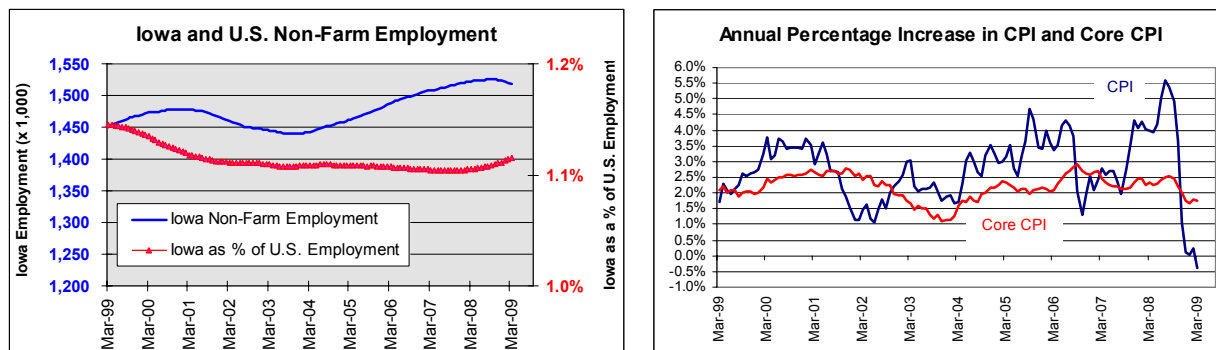 Iowa and U.S. Non-Farm Employment
Iowa Employment (x 1,000)
1,550
1,500
1,450
1,400
1,350
1,300
1,250
1,200
1.2%
1.1%
1.0%
Iowa as a % of U.S. Employment
Iowa Non-Farm Employment
Iowa as % of U.S. Employment
Mar-99
Mar-00
Mar-01
Mar-02
Mar-03
Mar-04
Mar-05
Mar-06
Mar-07
Mar-08
Mar-09
Annual Percentage Increase in CPI and Core CPI
6.0%
5.5%
5.0%
4.5%
4.0%
3.5%
3.0%
2.5%
2.0%
1.5%
1.0%
0.5%
0.0%
-0.5%
-1.0%
CPI
Core CPI
Mar-99
Mar-00
Mar-01
Mar-02
Mar-03
Mar-04
Mar-05
Mar-06
Mar-07
Mar-08
Mar-09